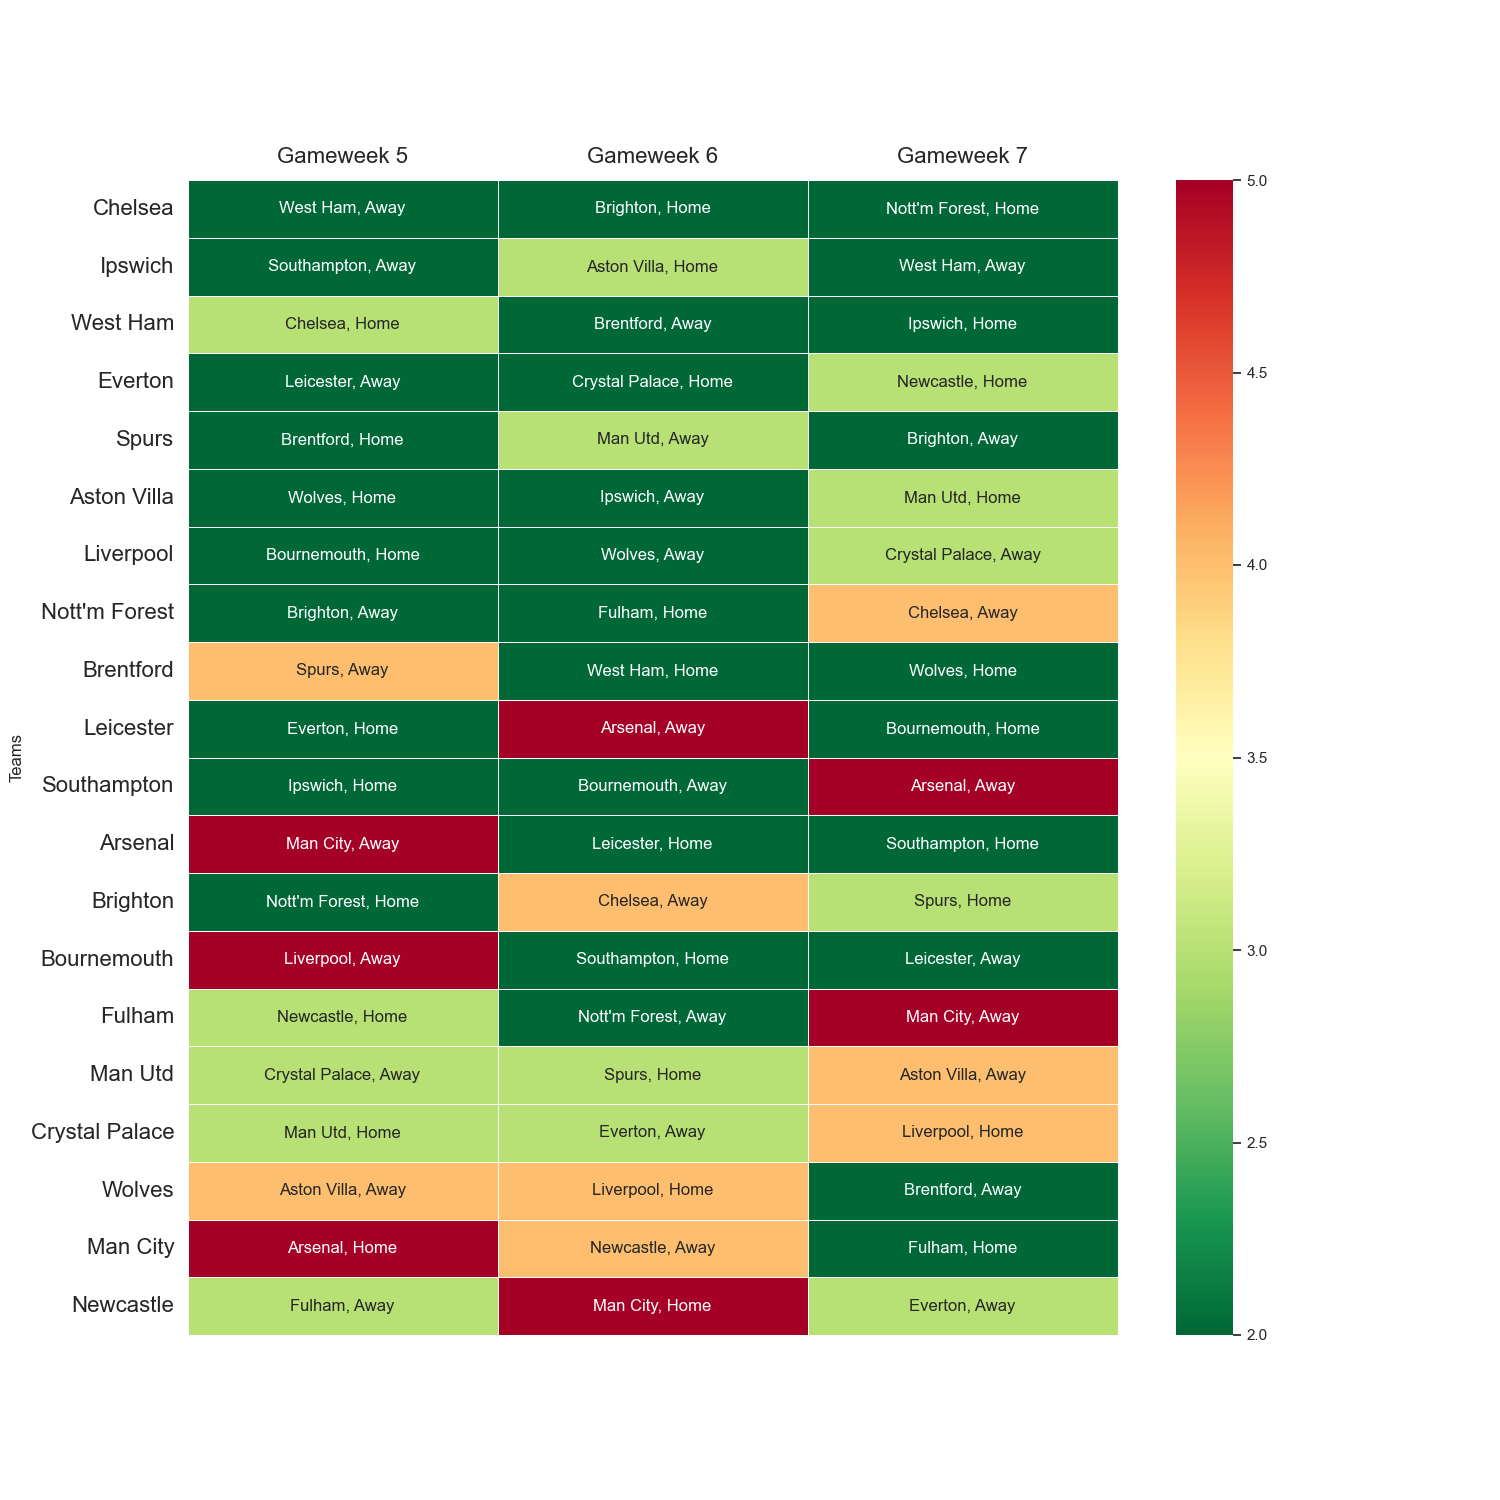 Gameweek 5 Gameweek 6 Gameweek 7
Chelsea West Ham, Away Brighton, Home Nott'm Forest, Home
Ipswich Southampton, Away Aston Villa, Home West Ham, Away
West Ham Chelsea, Home Brentford, Away Ipswich, Home
Everton Leicester, Away Crystal Palace, Home Newcastle, Home
Spurs Brentford, Home Man Utd, Away Brighton, Away
Aston Villa Wolves, Home Ipswich, Away Man Utd, Home
Liverpool Bournemouth, Home Wolves, Away Crystal Palace, Away
Nott'm Forest Brighton, Away Fulham, Home Chelsea, Away
Brentford Spurs, Away West Ham, Home Wolves, Home
Leicester Everton, Home Arsenal, Away Bournemouth, Home
Southampton Ipswich, Home Bournemouth, Away Arsenal, Away
Arsenal Man City, Away Leicester, Home Southampton, Home
Brighton Nott'm Forest, Home Chelsea, Away Spurs, Home
Bournemouth Liverpool, Away Southampton, Home Leicester, Away
Fulham Newcastle, Home Nott'm Forest, Away Man City, Away
Man Utd Crystal Palace, Away Spurs, Home Aston Villa, Away
Crystal Palace Man Utd, Home Everton, Away Liverpool, Home
Wolves Aston Villa, Away Liverpool, Home Brentford, Away
Man City Arsenal, Home Newcastle, Away Fulham, Home
Newcastle Fulham, Away Man City, Home Everton, Away
Teams
5.0
4.5
4.0
3.5
3.0
2.5
2.0